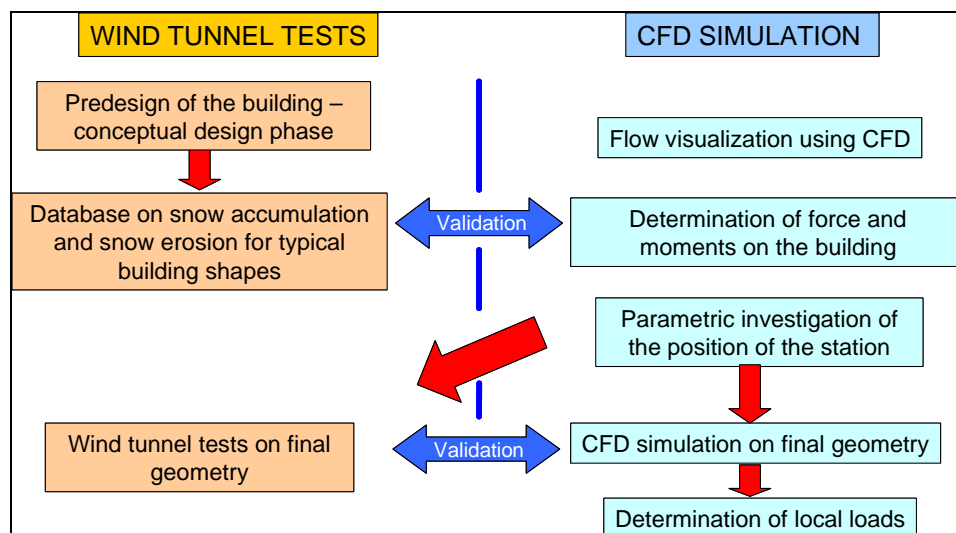 WIND TUNNEL TESTS
CFD SIMULATION
Predesign of the building –
conceptual design phase
Flow visualization using CFD
Database on snow accumulation
and snow erosion for typical
building shapes
Validation
Determination of force and
moments on the building
Parametric investigation of
the position of the station
Wind tunnel tests on final
geometry
Validation
CFD simulation on final geometry
Determination of local loads